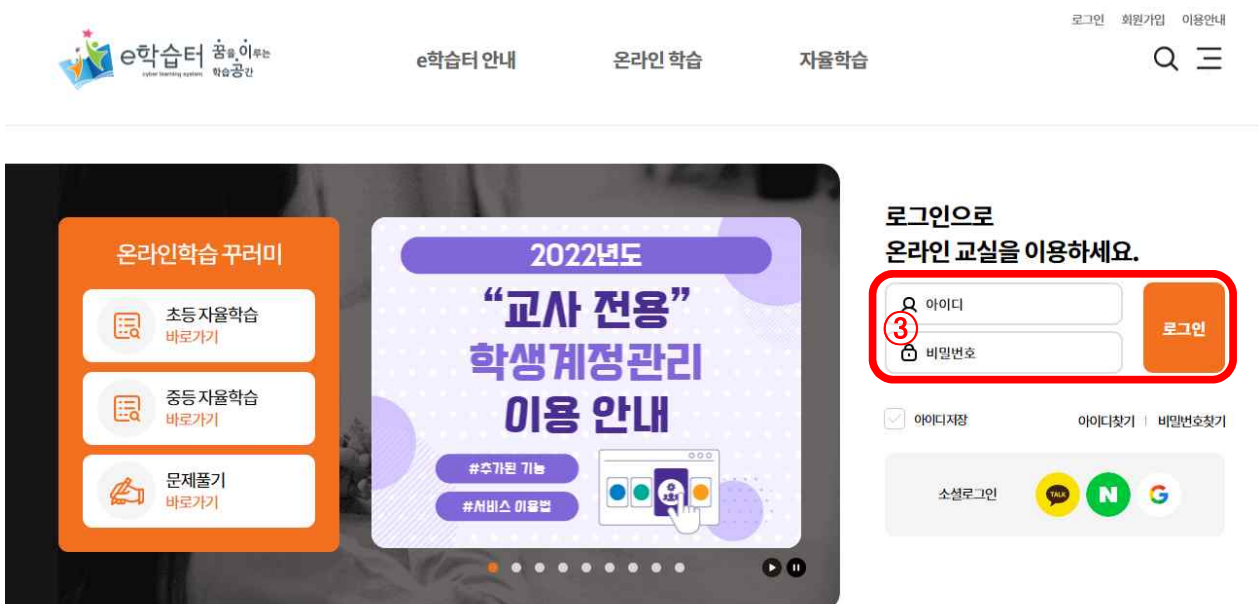 로그인 회원가입 이용안내
e학습터 꿈을 이루는
cyber learning system 학습공간
e학습터 안내 온라인 학습 자율학습
온라인학습 꾸러미
초등 자율학습
바로가기
중등 자율학습
바로가기
문제풀기
바로가기
2022년도
“교사 전용”
학생계정관리
이용 안내
#추가된 기능
#서비스 이용법
로그인으로
온라인 교실을 이용하세요.
아이디
③
비밀번호
로그인
아이디저장 아이디찾기 | 비밀번호찾기
소셜로그인 TALK N G